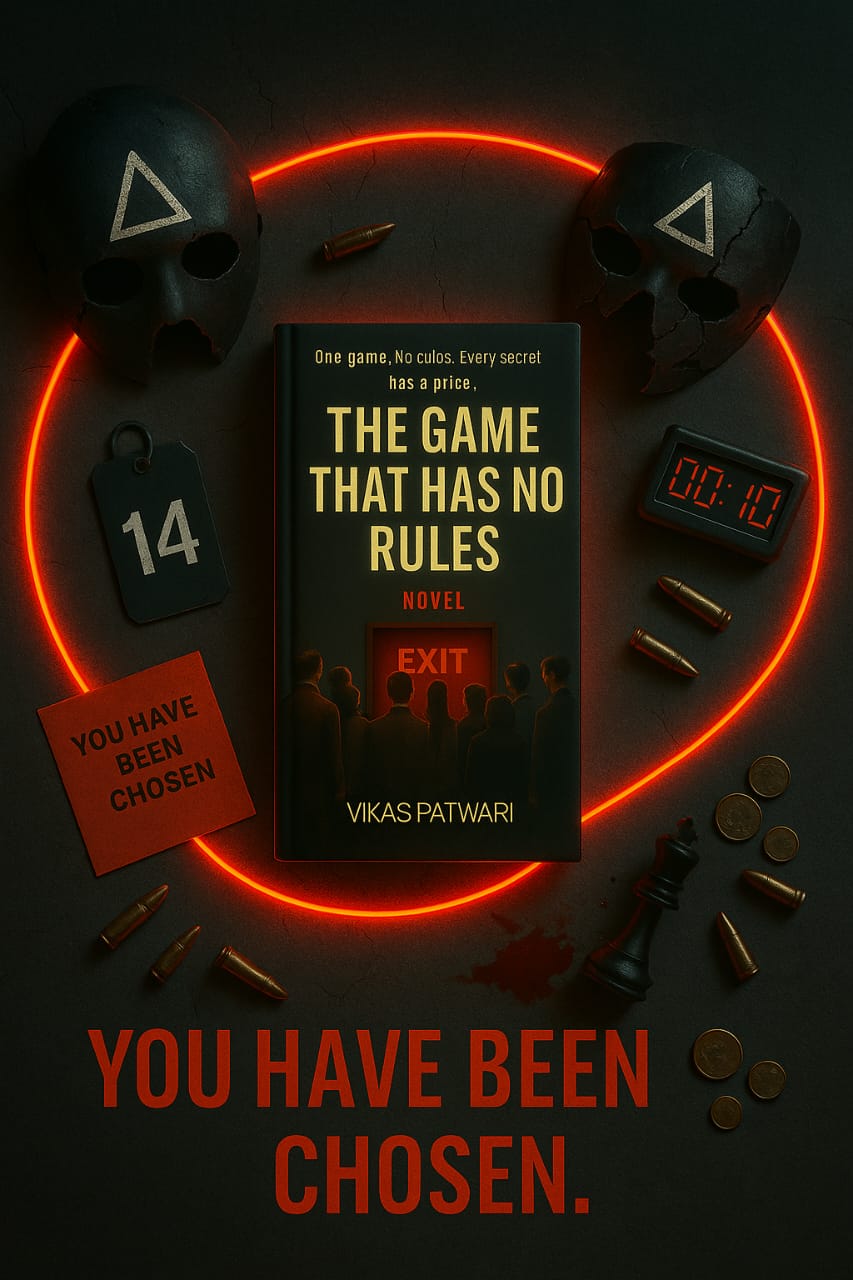 One game, No culos. Every secret
has a price,
THE GAME
THAT HAS NO
RULES
NOVEL
EXIT
VIKAS PATWARI
14
00:10
YOU HAVE
BEEN
CHOSEN
YOU HAVE BEEN
CHOSEN.